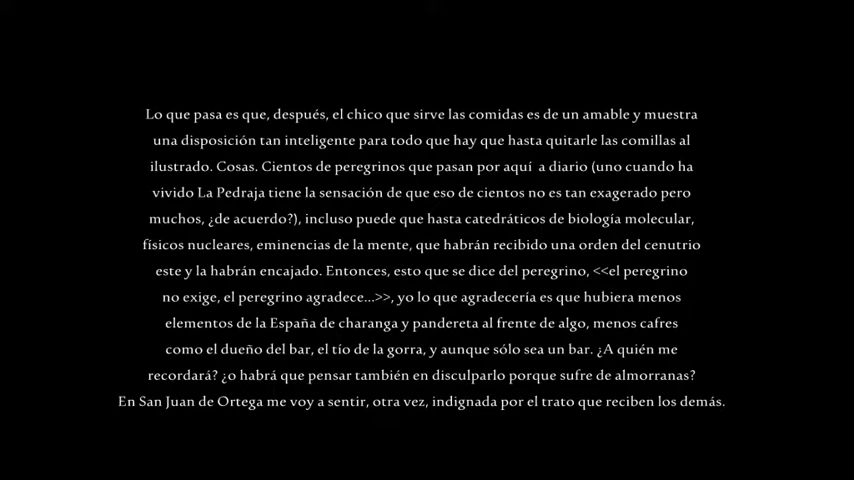 Lo que pasa es que, después, el chico que sirve las comidas es de un amable y muestra
una disposición tan inteligente para todo que hay que hasta quitarle las comillas al
ilustrado. Cosas. Cientos de peregrinos que pasan por aquí  a diario (uno cuando ha
vivido La Pedraja tiene la sensación de que eso de cientos no es tan exagerado pero
muchos, ¿de acuerdo?), incluso puede que hasta catedráticos de biología molecular,
físicos nucleares, eminencias de la mente, que habrán recibido una orden del cenutrio
este y la habrán encajado. Entonces, esto que se dice del peregrino, <<el peregrino
no exige, el peregrino agradece...>>, yo lo que agradecería es que hubiera menos
elementos de la España de charanga y pandereta al frente de algo, menos cafres
como el dueño del bar, el tío de la gorra, y aunque sólo sea un bar. ¿A quién me
recordará? ¿o habrá que pensar también en disculparlo porque sufre de almorranas?
En San Juan de Ortega me voy a sentir, otra vez, indignada por el trato que reciben los demás.